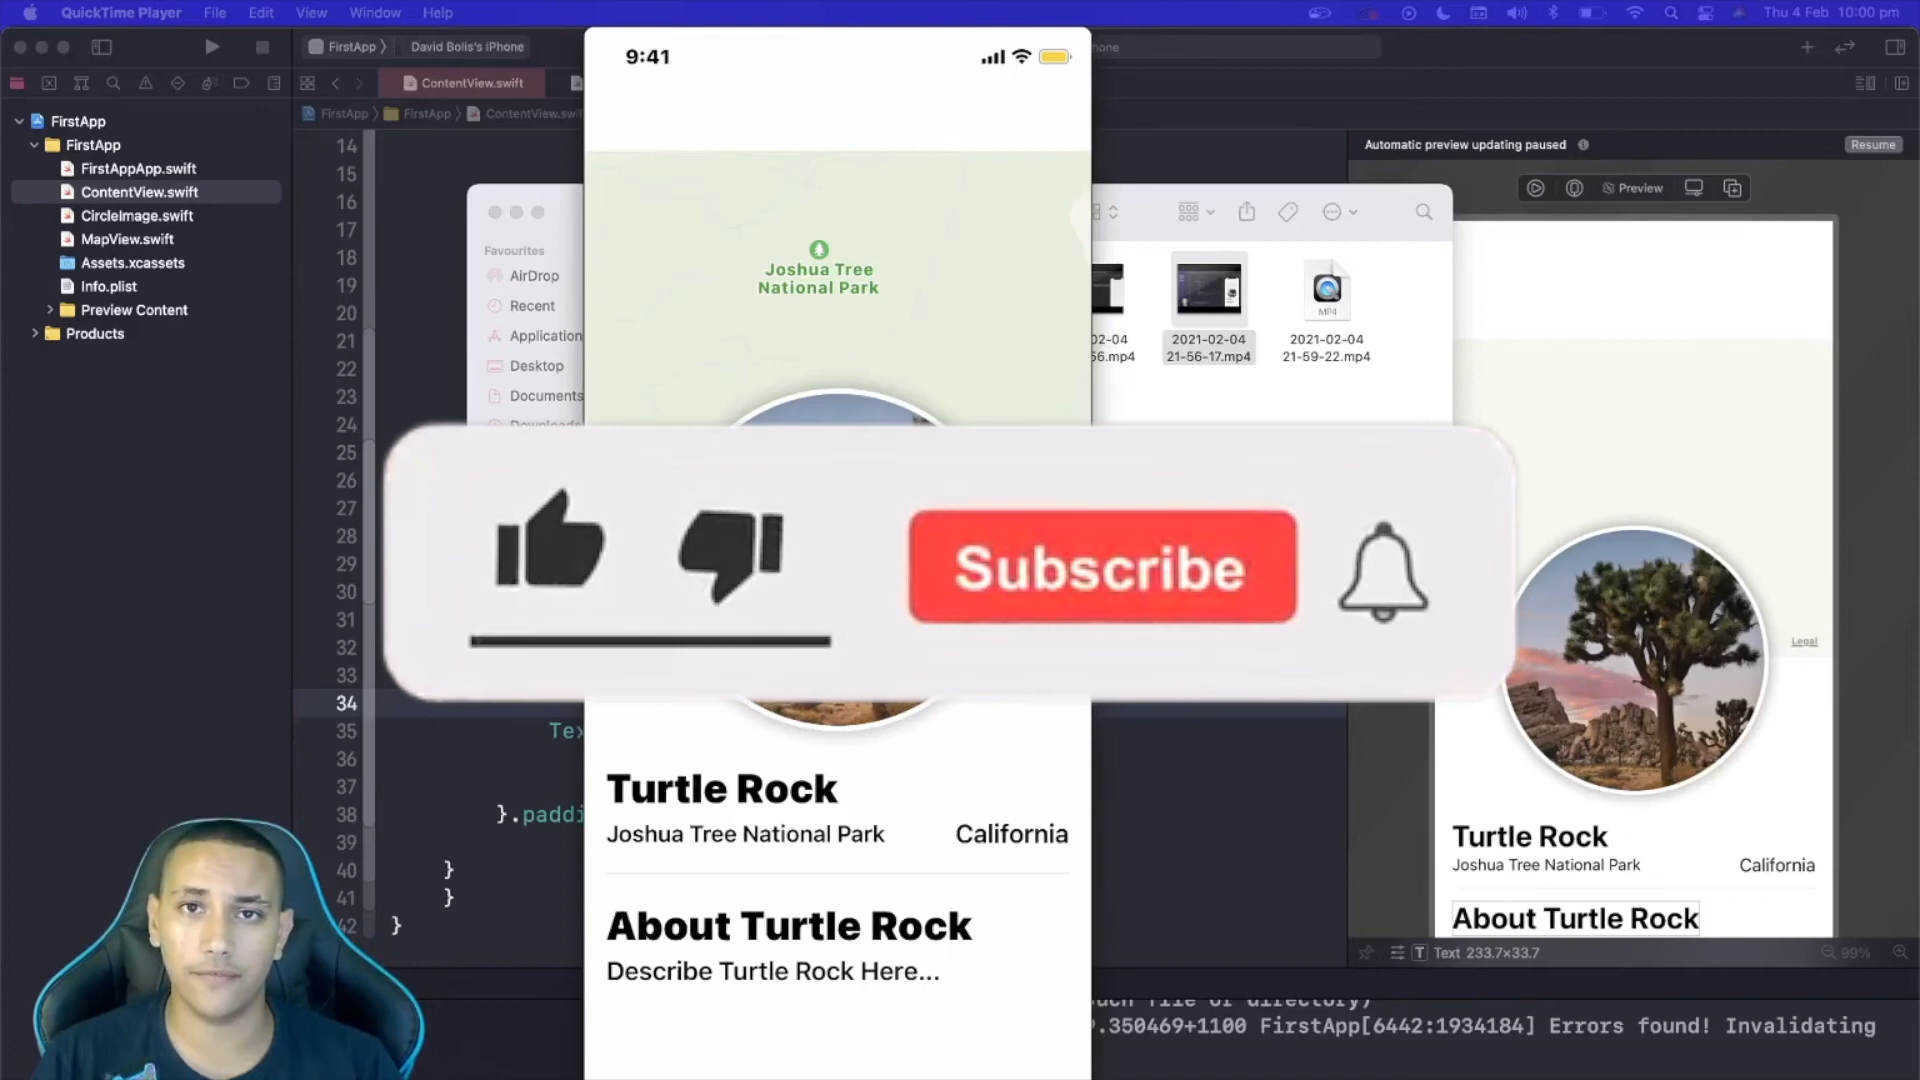 QuickTime Player File Edit View Window Help
Thu 4 Feb 10:00 pm
FirstApp
David Bolis's iPhone
ContentView.swift
FirstApp
FirstApp
FirstAppApp.swift
ContentView.swift
CircleImage.swift
MapView.swift
Assets.xcassets
Info.plist
Preview Content
Products
FirstApp
FirstApp
14
15
16
17
18
19
20
21
22
23
24
25
26
27
28
29
30
31
32
33
34
35
36
37
38
39
40
41
42
}.paddi
}
}
}
Favourites
AirDrop
Recent
Application
Desktop
Documents
9:41
Joshua Tree
National Park
2021-02-04
21-56-17.mp4
MP4
2021-02-04
21-59-22.mp4
Subscribe
Turtle Rock
Joshua Tree National Park
California
About Turtle Rock
Describe Turtle Rock Here...
Automatic preview updating paused
Resume
Preview
Legal
Turtle Rock
Joshua Tree National Park
California
About Turtle Rock
Text 233.7×33.7
99%
file or directory)
.350469+1100 FirstApp[6442:1934184] Errors found! Invalidating